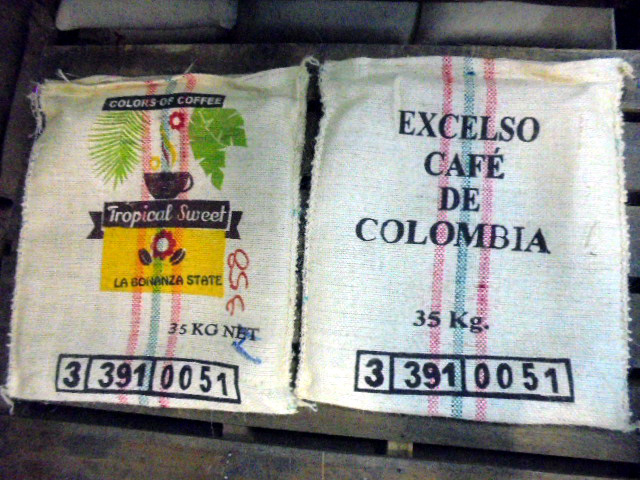 COLORS OF COFFEE
Tropical Sweet
LA BONANZA STATE
350
35 KG NET
3 391 0051
EXCELSO
CAFÉ
DE
COLOMBIA
35 Kg.
3 391 0051